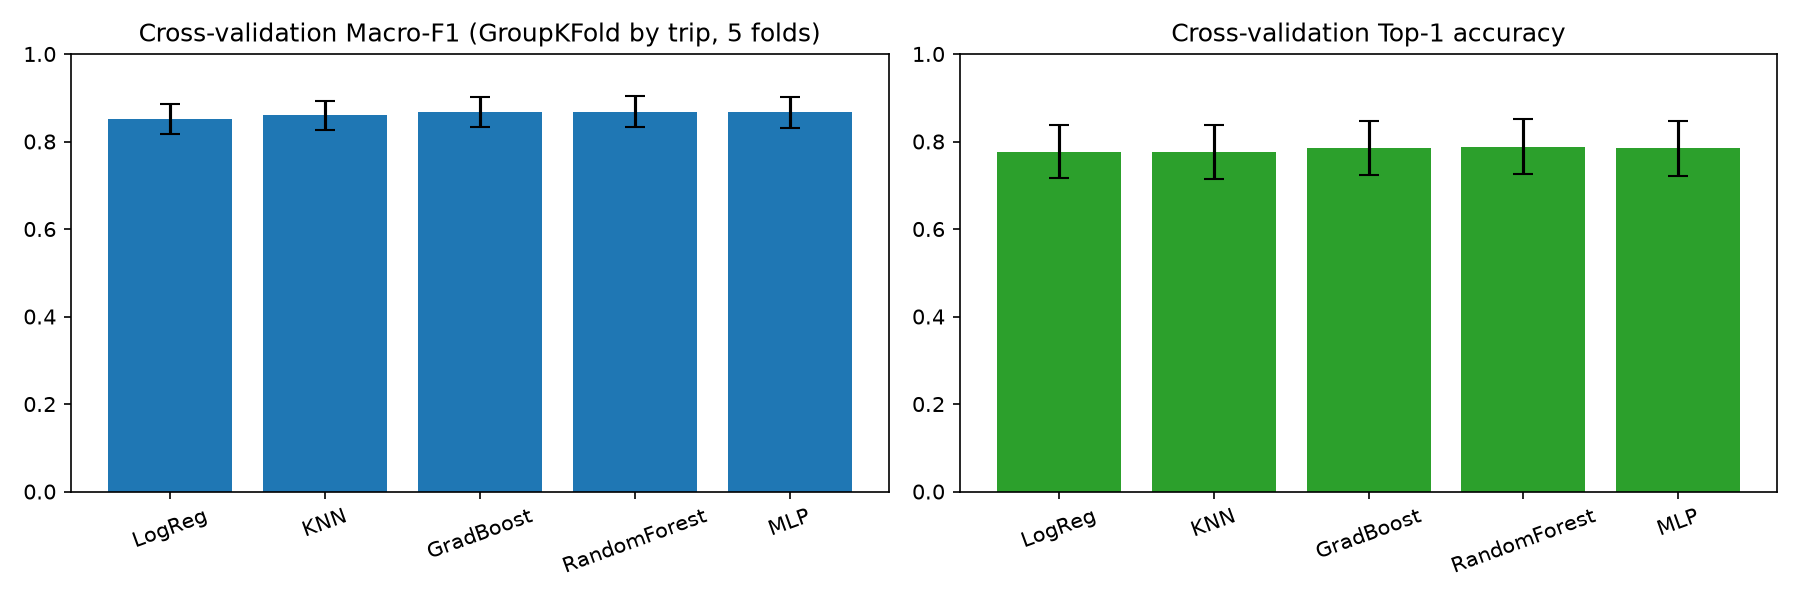 Cross-validation Macro-F1 (GroupKFold by trip, 5 folds)
1.0
0.8
0.6
0.4
0.2
0.0
LogReg
KNN
GradBoost
RandomForest
MLP
Cross-validation Top-1 accuracy
1.0
0.8
0.6
0.4
0.2
0.0
LogReg
KNN
GradBoost
RandomForest
MLP